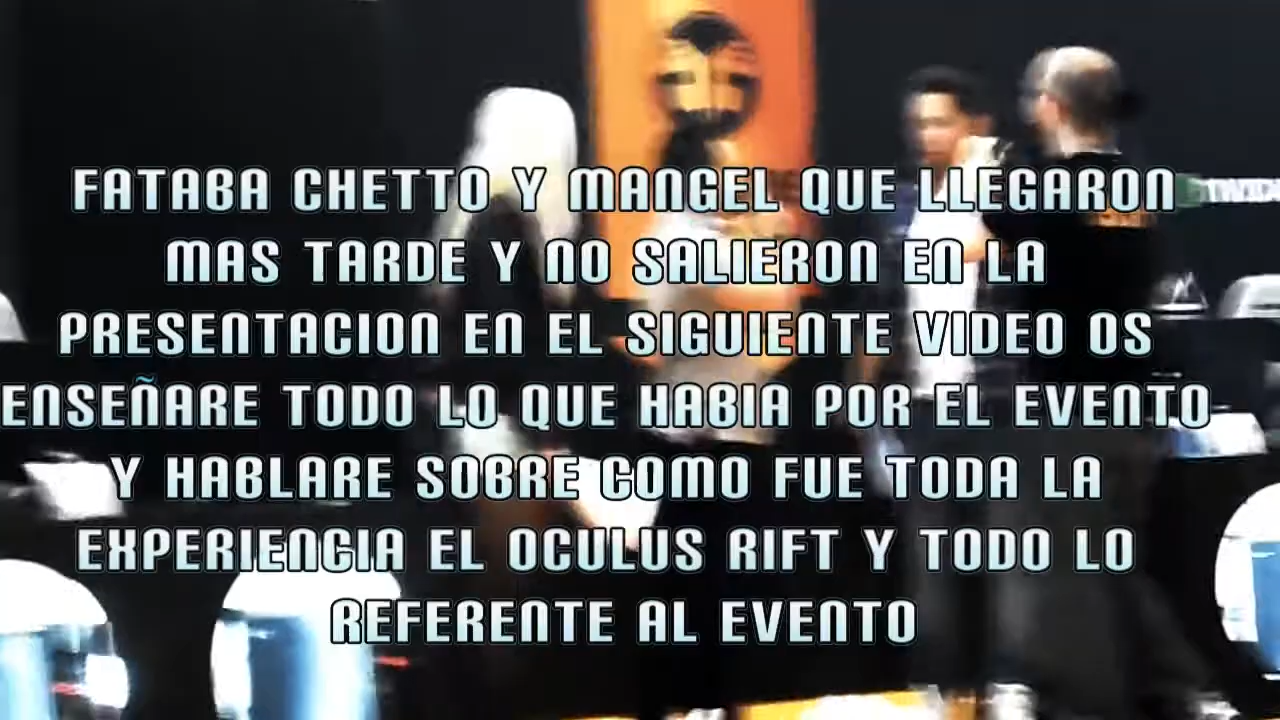 FATABA CHETTO Y MANGEL QUE LLEGARON
MAS TARDE Y NO SALIERON EN LA
PRESENTACION EN EL SIGUIENTE VIDEO OS
ENSEÑARE TODO LO QUE HABIA POR EL EVENTO
Y HABLARE SOBRE COMO FUE TODA LA
EXPERIENCIA EL OCULUS RIFT Y TODO LO
REFERENTE AL EVENTO